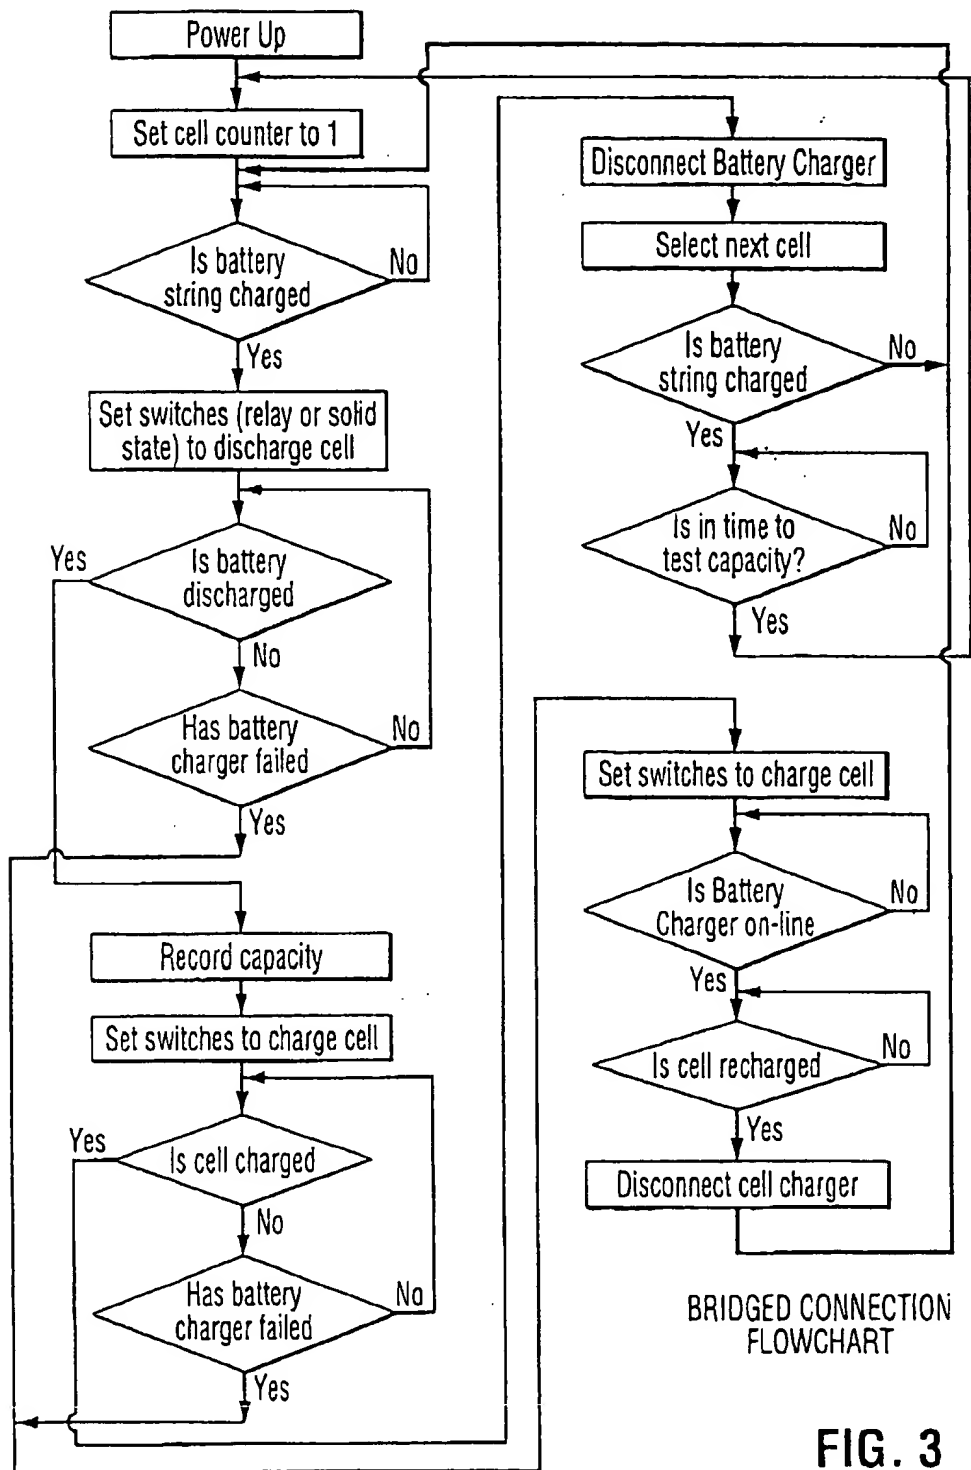 Power Up
Set cell counter to 1
Is battery
string charged
No
Yes
Set switches (relay or solid
state) to discharge cell
Yes
Is battery
discharged
No
Has battery
charger failed
No
Yes
Record capacity
Set switches to charge cell
Yes
Is cell charged
No
Has battery
charger failed
No
Yes
Disconnect Battery Charger
Select next cell
Is battery
string charged
No
Yes
Is in time to
test capacity?
No
Yes
Set switches to charge cell
Is Battery
Charger on-line
No
Yes
Is cell recharged
No
Yes
Disconnect cell charger
BRIDGED CONNECTION
FLOWCHART
FIG. 3